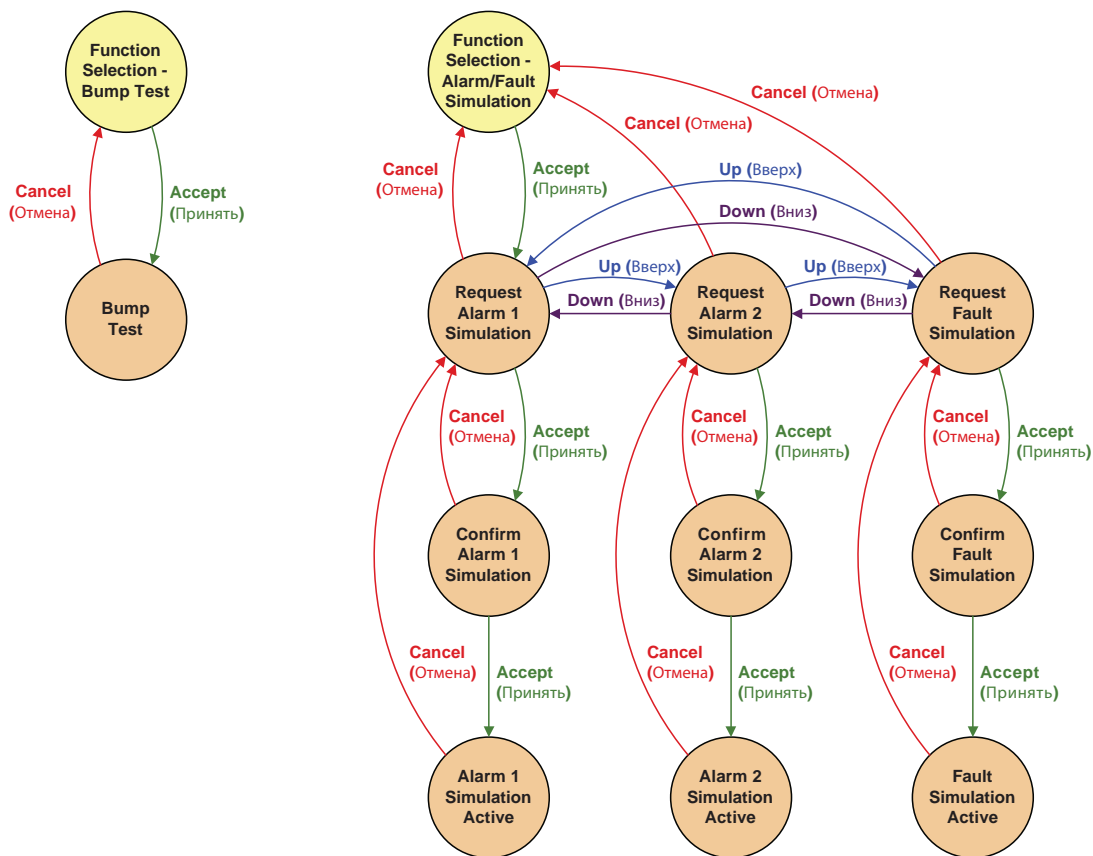 Function
Selection -
Bump Test
Cancel
(Отмена)
Accept
(Принять)
Bump
Test
Function
Selection -
Alarm/Fault
Simulation
Cancel (Отмена)
Cancel (Отмена)
Cancel
(Отмена)
Accept
(Принять)
Up (Вверх)
Down (Вниз)
Up (Вверх)
Down (Вниз)
Up (Вверх)
Down (Вниз)
Request
Alarm 1
Simulation
Request
Alarm 2
Simulation
Request
Fault
Simulation
Cancel
(Отмена)
Accept
(Принять)
Cancel
(Отмена)
Accept
(Принять)
Cancel
(Отмена)
Accept
(Принять)
Confirm
Alarm 1
Simulation
Confirm
Alarm 2
Simulation
Confirm
Fault
Simulation
Cancel
(Отмена)
Accept
(Принять)
Cancel
(Отмена)
Accept
(Принять)
Cancel
(Отмена)
Accept
(Принять)
Alarm 1
Simulation
Active
Alarm 2
Simulation
Active
Fault
Simulation
Active